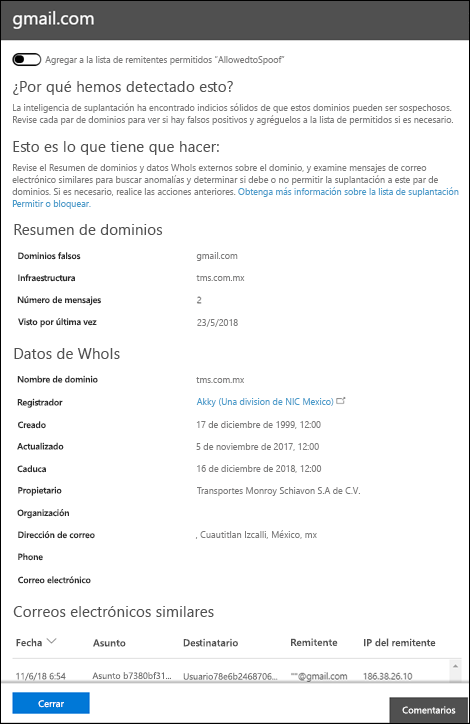 gmail.com
Agregar a la lista de remitentes permitidos "AllowedtoSpoof"
¿Por qué hemos detectado esto?
La inteligencia de suplantación ha encontrado indicios sólidos de que estos dominios pueden ser sospechosos.
Revise cada par de dominios para ver si hay falsos positivos y agréguelos a la lista de permitidos si es necesario.
Esto es lo que tiene que hacer:
Revise el Resumen de dominios y datos WhoIs externos sobre el dominio, y examine mensajes de correo
electrónico similares para buscar anomalías y determinar si debe o no permitir la suplantación a este par de
dominios. Si es necesario, realice las acciones anteriores. Obtenga más información sobre la lista de suplantación
Permitir o bloquear.
Resumen de dominios
Dominios falsos gmail.com
Infraestructura tms.com.mx
Número de mensajes 2
Visto por última vez 23/5/2018
Datos de WhoIs
Nombre de dominio tms.com.mx
Registrador Akky (Una division de NIC Mexico)
Creado 17 de diciembre de 1999, 12:00
Actualizado 5 de noviembre de 2017, 12:00
Caduca 16 de diciembre de 2018, 12:00
Propietario Transportes Monroy Schiavon S.A de C.V.
Organización
Dirección de correo , Cuautitlan Izcalli, México, mx
Phone
Correo electrónico
Correos electrónicos similares
Fecha Asunto Destinatario Remitente IP del remitente
11/6/18 6:54 Asunto b7380bf31... Usuario78e6b2468706... ""@gmail.com 186.38.26.10
Cerrar
Comentarios